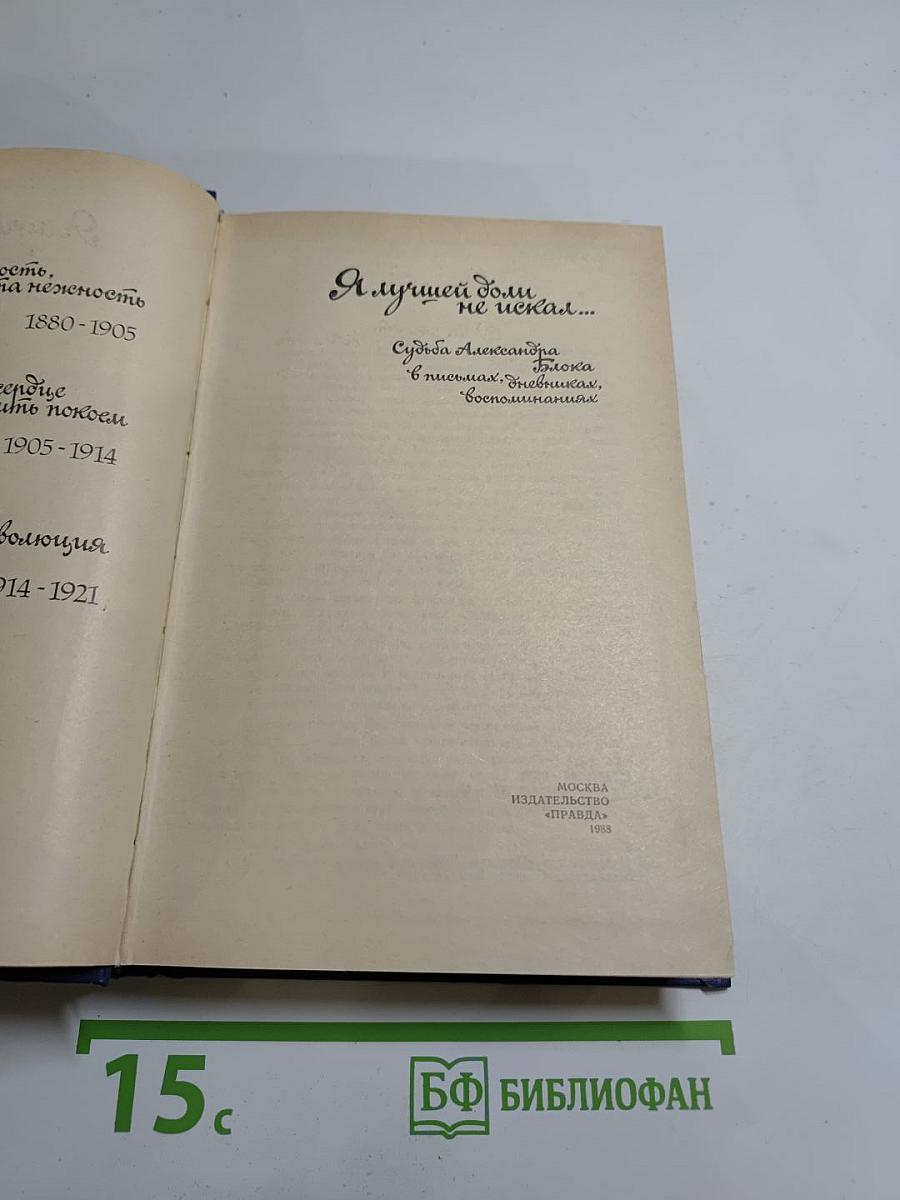 ость,
та нежность
1880 - 1905
сердце
ить покоем
1905 - 1914
волюция
914 - 1921
Я лучшей доли
не искал...
Судьба Александра
Блока
в письмах, дневниках,
воспоминаниях
МОСКВА
ИЗДАТЕЛЬСТВО
«ПРАВДА»
1988
15 с
БФ БИБЛИОФАН